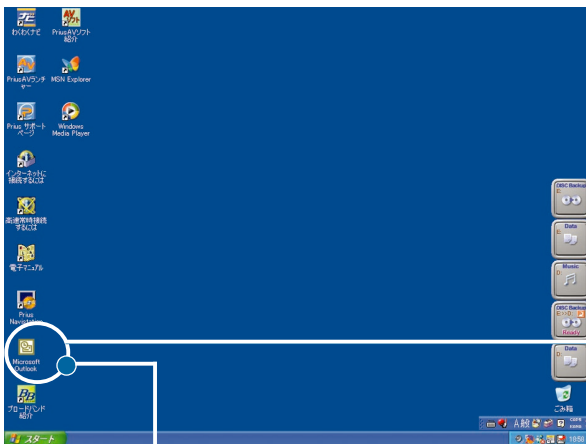 わくわくナビ
PriusAVソフト
紹介
PriusAVランチ
ャー
MSN Explorer
Prius サポート
ページ
Windows
Media Player
インターネットに
接続するには
高速常時接続
するには
電子マニュアル
Prius
Navistation
Microsoft
Outlook
ブロードバンド
紹介
DISC Backup
E:
Data
E:
Music
D:
DISC Backup
E:>>D:
Ready
Data
D:
ごみ箱
A 般
CAPS
KANA
スタート